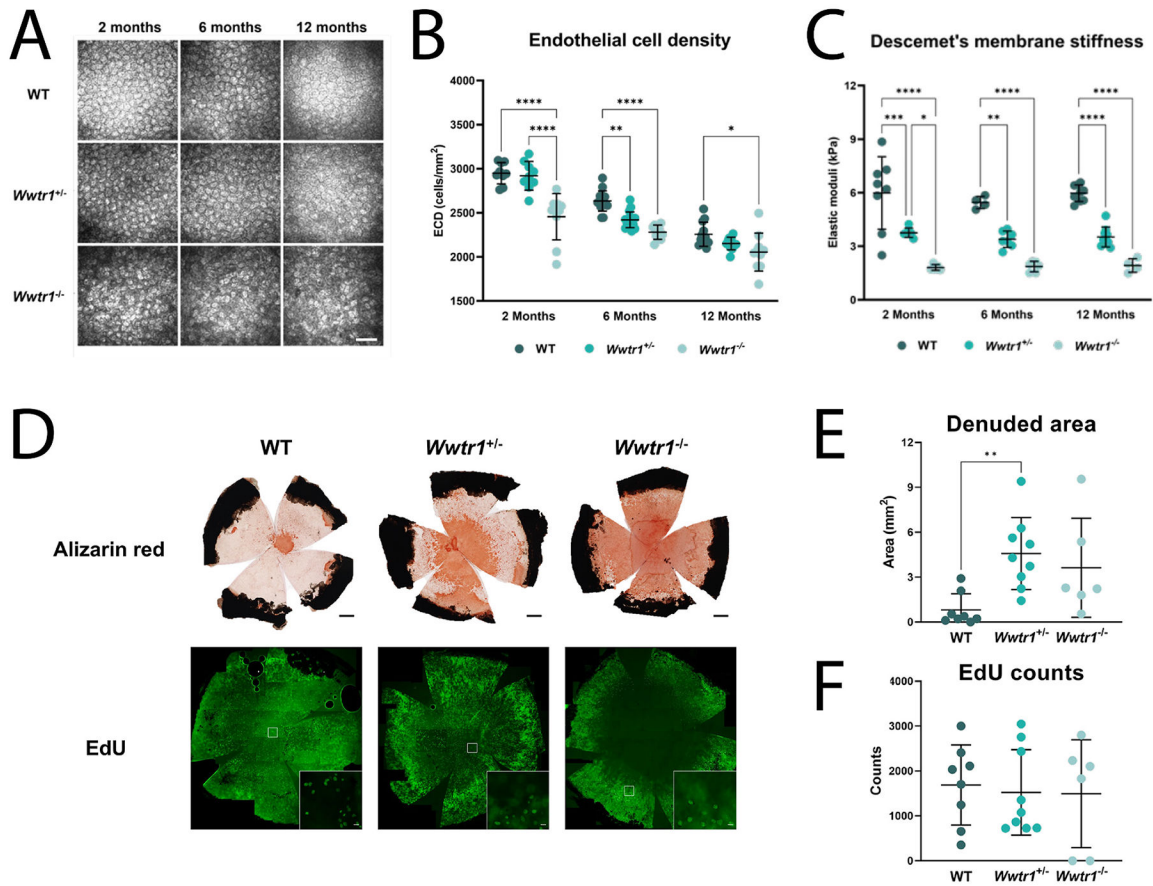 A
2 months 6 months 12 months
WT
Wwtr1+/-
Wwtr1-/-
B
Endothelial cell density
ECD (cells/mm²)
4000
3500
3000
2500
2000
1500
****
****
****
**
*
2 Months 6 Months 12 Months
WT Wwtr1+/- Wwtr1-/-
C
Descemet's membrane stiffness
Elastic moduli (kPa)
12
9
6
3
0
**** **** ****
*** * ** ****
2 Months 6 Months 12 Months
WT Wwtr1+/- Wwtr1-/-
D
WT Wwtr1+/- Wwtr1-/-
Alizarin red
EdU
E
Denuded area
Area (mm²)
12
9
6
3
0
**
WT Wwtr1+/- Wwtr1-/-
F
EdU counts
Counts
4000
3000
2000
1000
0
WT Wwtr1+/- Wwtr1-/-